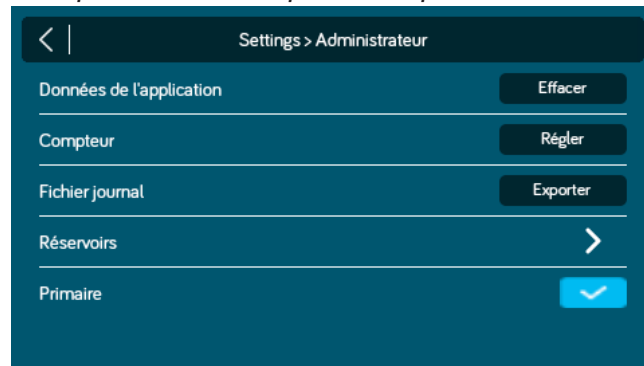 Settings > Administrateur
Données de l'application
Effacer
Compteur
Régler
Fichier journal
Exporter
Réservoirs
Primaire